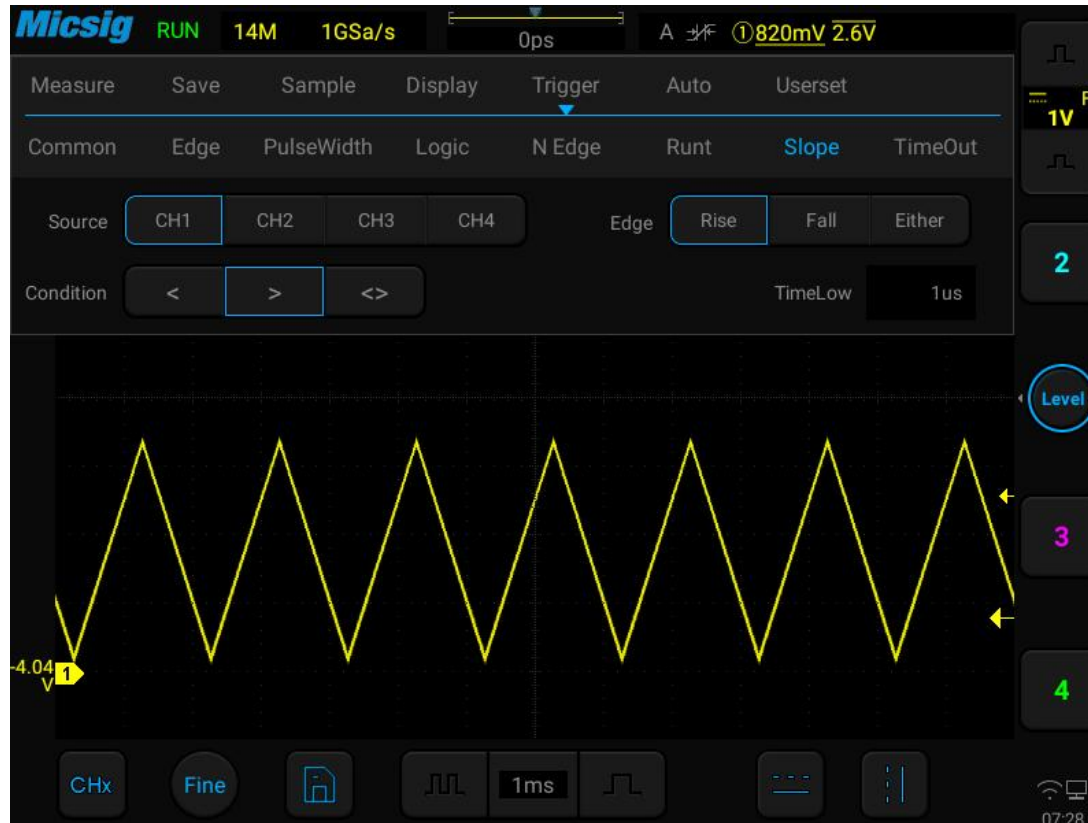 Micsig RUN 14M 1GSa/s 0ps A ①820mV 2.6V
Measure Save Sample Display Trigger Auto Userset
1V
Common Edge PulseWidth Logic N Edge Runt Slope TimeOut
Source CH1 CH2 CH3 CH4 Edge Rise Fall Either
2
Condition < > <> TimeLow 1us
Level
3
-4.04
V
1
4
CHx Fine 1ms
07:28